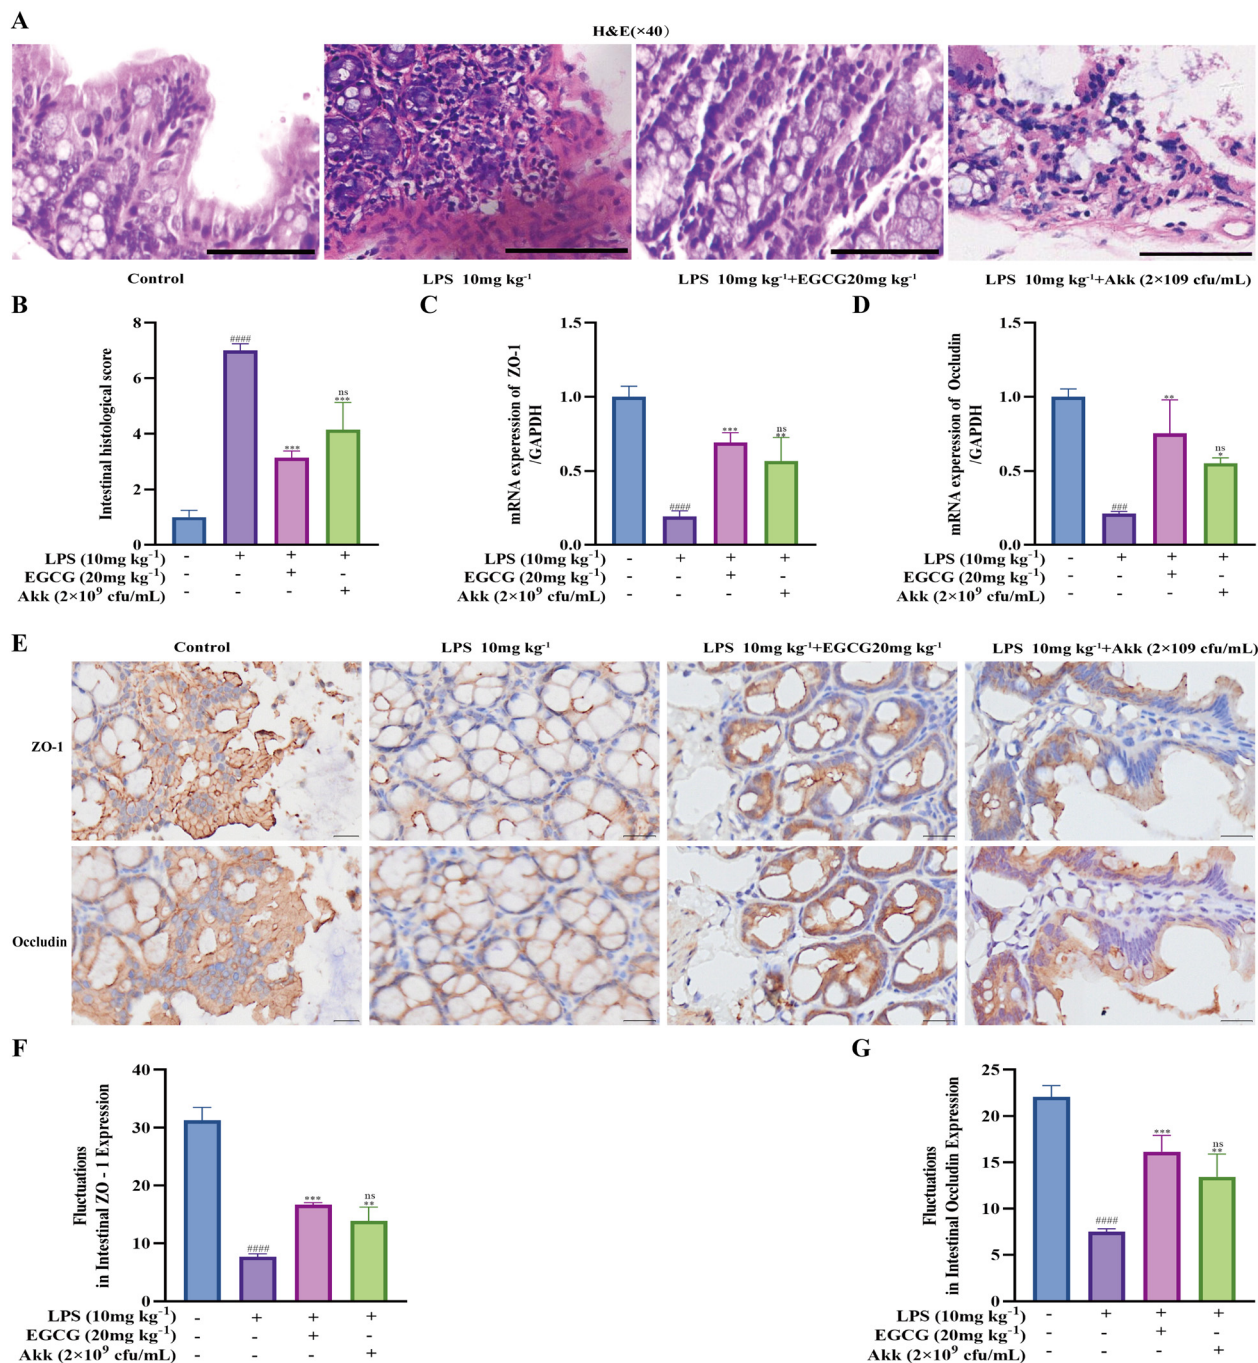 A
H&E(×40)
Control
LPS 10mg kg⁻¹
LPS 10mg kg⁻¹+EGCG20mg kg⁻¹
LPS 10mg kg⁻¹+Akk (2×109 cfu/mL)
B
Intestinal histological score
8
6
4
2
0
####
***
ns
***
LPS (10mg kg⁻¹) - + + +
EGCG (20mg kg⁻¹) - - + -
Akk (2×10⁹ cfu/mL) - - - +
C
mRNA experession of ZO-1
/GAPDH
1.5
1.0
0.5
0.0
####
***
ns
**
LPS (10mg kg⁻¹) - + + +
EGCG (20mg kg⁻¹) - - + -
Akk (2×10⁹ cfu/mL) - - - +
D
mRNA experession of Occludin
/GAPDH
1.5
1.0
0.5
0.0
###
**
ns
*
LPS (10mg kg⁻¹) - + + +
EGCG (20mg kg⁻¹) - - + -
Akk (2×10⁹ cfu/mL) - - - +
E
Control
LPS 10mg kg⁻¹
LPS 10mg kg⁻¹+EGCG20mg kg⁻¹
LPS 10mg kg⁻¹+Akk (2×109 cfu/mL)
ZO-1
Occludin
F
Fluctuations
in Intestinal ZO - 1 Expression
40
30
20
10
0
####
***
ns
**
LPS (10mg kg⁻¹) - + + +
EGCG (20mg kg⁻¹) - - + -
Akk (2×10⁹ cfu/mL) - - - +
G
Fluctuations
in Intestinal Occludin Expression
25
20
15
10
5
0
####
***
ns
**
LPS (10mg kg⁻¹) - + + +
EGCG (20mg kg⁻¹) - - + -
Akk (2×10⁹ cfu/mL) - - - +